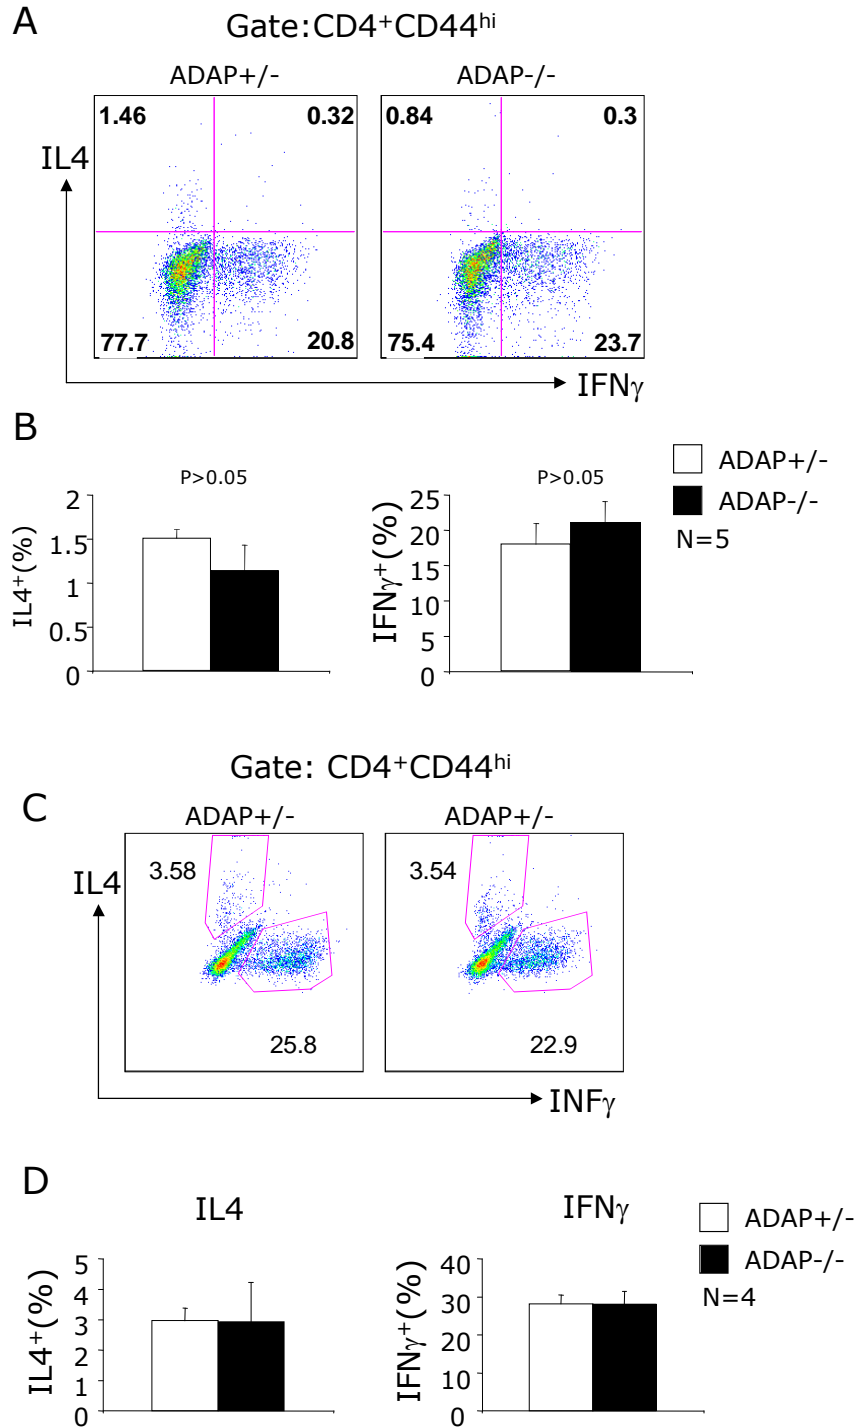 A
Gate:CD4⁺CD44ʰⁱ
ADAP+/-
ADAP-/-
1.46
0.32
0.84
0.3
IL4
77.7
20.8
75.4
23.7
IFNγ
B
P>0.05
P>0.05
ADAP+/-
ADAP-/-
N=5
IL4⁺(%)
2
1.5
1
0.5
0
IFNγ⁺(%)
25
20
15
10
5
0
Gate: CD4⁺CD44ʰⁱ
C
ADAP+/-
ADAP+/-
IL4
3.58
3.54
25.8
22.9
INFγ
D
IL4
IFNγ
ADAP+/-
ADAP-/-
N=4
IL4⁺(%)
5
4
3
2
1
0
IFNγ⁺(%)
40
30
20
10
0